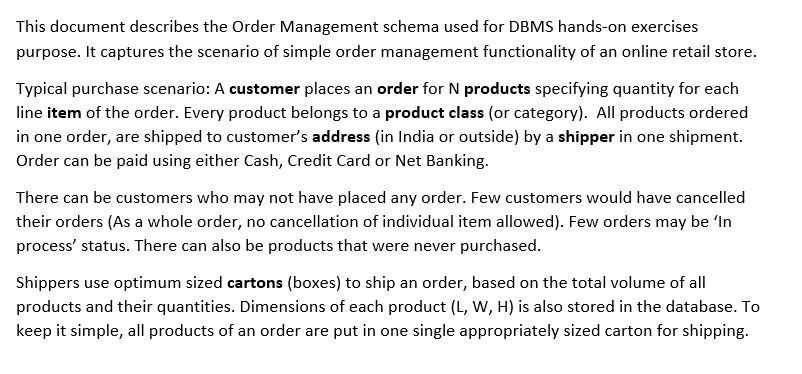 This document describes the Order Management schema used for DBMS hands-on exercises
purpose. It captures the scenario of simple order management functionality of an online retail store.
Typical purchase scenario: A customer places an order for N products specifying quantity for each
line item of the order. Every product belongs to a product class (or category).  All products ordered
in one order, are shipped to customer's address (in India or outside) by a shipper in one shipment.
Order can be paid using either Cash, Credit Card or Net Banking.
There can be customers who may not have placed any order. Few customers would have cancelled
their orders (As a whole order, no cancellation of individual item allowed). Few orders may be 'In
process' status. There can also be products that were never purchased.
Shippers use optimum sized cartons (boxes) to ship an order, based on the total volume of all
products and their quantities. Dimensions of each product (L, W, H) is also stored in the database. To
keep it simple, all products of an order are put in one single appropriately sized carton for shipping.